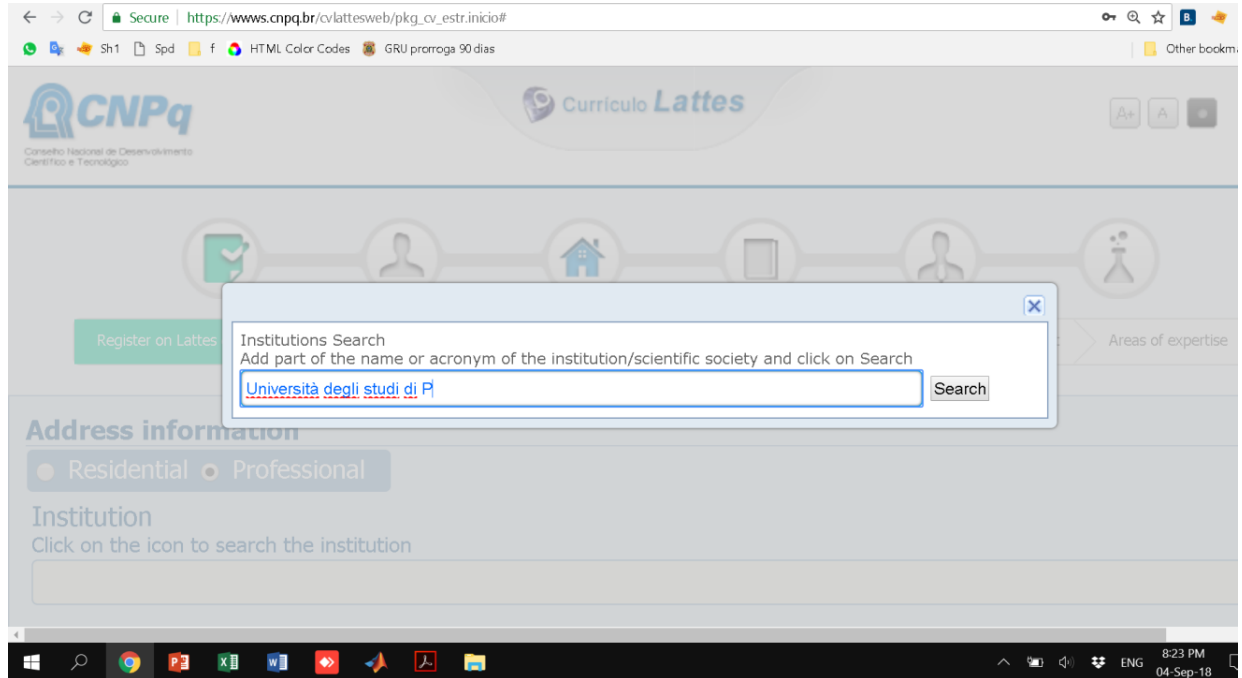 Secure | https://wwws.cnpq.br/cvlattesweb/pkg_cv_estr.inicio#
B.
Sh1 Spd f HTML Color Codes GRU prorroga 90 dias Other bookma
CNPq
Conselho Nacional de Desenvolvimento
Científico e Tecnológico
Currículo Lattes
A+ A
Register on Lattes
Areas of expertise
Institutions Search
Add part of the name or acronym of the institution/scientific society and click on Search
Università degli studi di P
Search
Address information
Residential Professional
Institution
Click on the icon to search the institution
ENG
8:23 PM
04-Sep-18